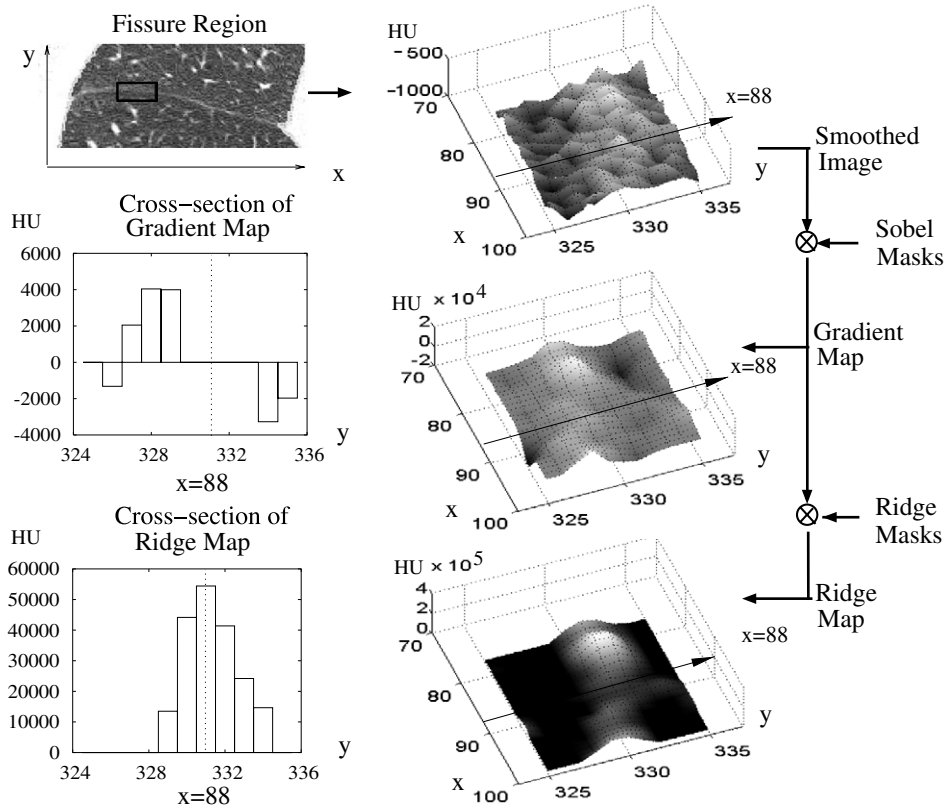 Fissure Region
y
x
HU
-500
-1000
70
80
90
100
x
325
330
335
y
x=88
Smoothed
Image
Sobel
Masks
Cross-section of
Gradient Map
HU
6000
4000
2000
0
-2000
-4000
324
328
332
336
y
x=88
HU × 10^4
2
0
-2
70
80
90
100
x
325
330
335
y
x=88
Gradient
Map
Ridge
Masks
Cross-section of
Ridge Map
HU
60000
50000
40000
30000
20000
10000
0
324
328
332
336
y
x=88
HU × 10^5
4
2
0
70
80
90
100
x
325
330
335
y
x=88
Ridge
Map